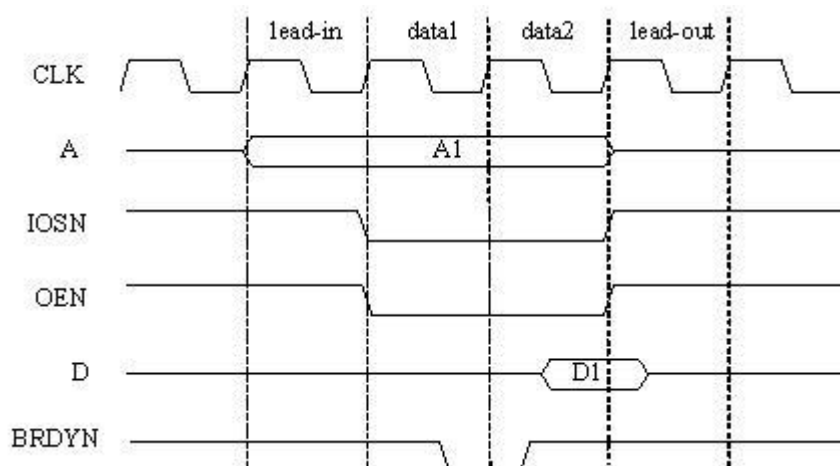 lead-in data1 data2 lead-out
CLK
A A1
IOSN
OEN
D D1
BRDYN